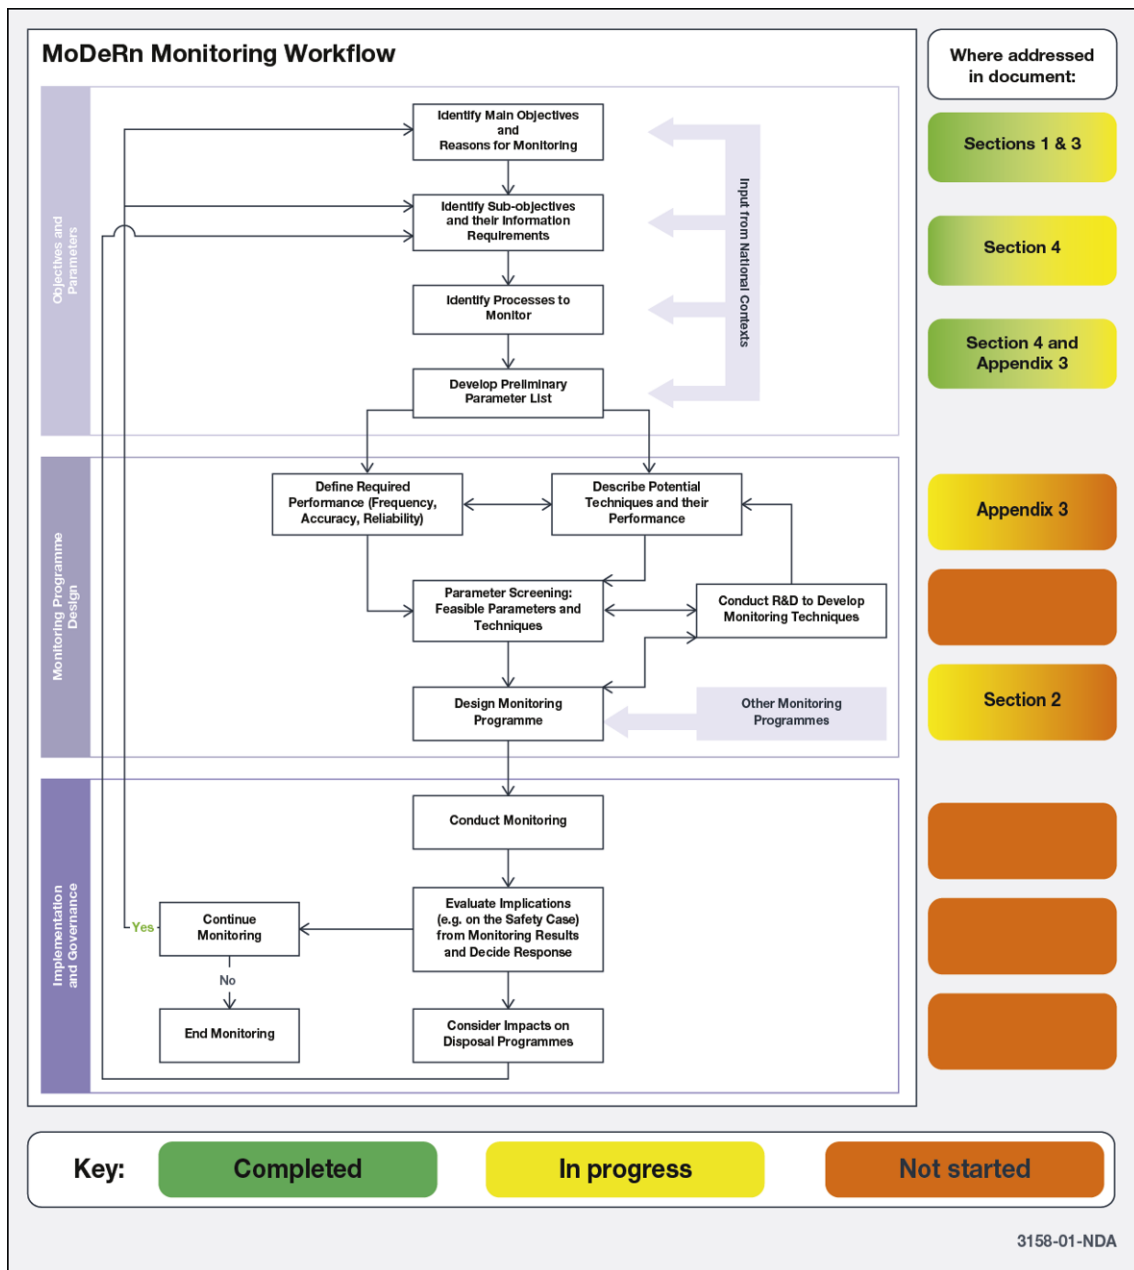 MoDeRn Monitoring Workflow
Where addressed
in document:
Objectives and
Parameters
Identify Main Objectives
and
Reasons for Monitoring
Sections 1 & 3
Identify Sub-objectives
and their Information
Requirements
Section 4
Input from National Contexts
Identify Processes to
Monitor
Section 4 and
Appendix 3
Develop Preliminary
Parameter List
Monitoring Programme
Design
Define Required
Performance (Frequency,
Accuracy, Reliability)
Describe Potential
Techniques and their
Performance
Appendix 3
Parameter Screening:
Feasible Parameters and
Techniques
Conduct R&D to Develop
Monitoring Techniques
Design Monitoring
Programme
Other Monitoring
Programmes
Section 2
Implementation
and Governance
Conduct Monitoring
Evaluate Implications
(e.g. on the Safety Case)
from Monitoring Results
and Decide Response
Continue
Monitoring
Yes
No
End Monitoring
Consider Impacts on
Disposal Programmes
Key:
Completed
In progress
Not started
3158-01-NDA